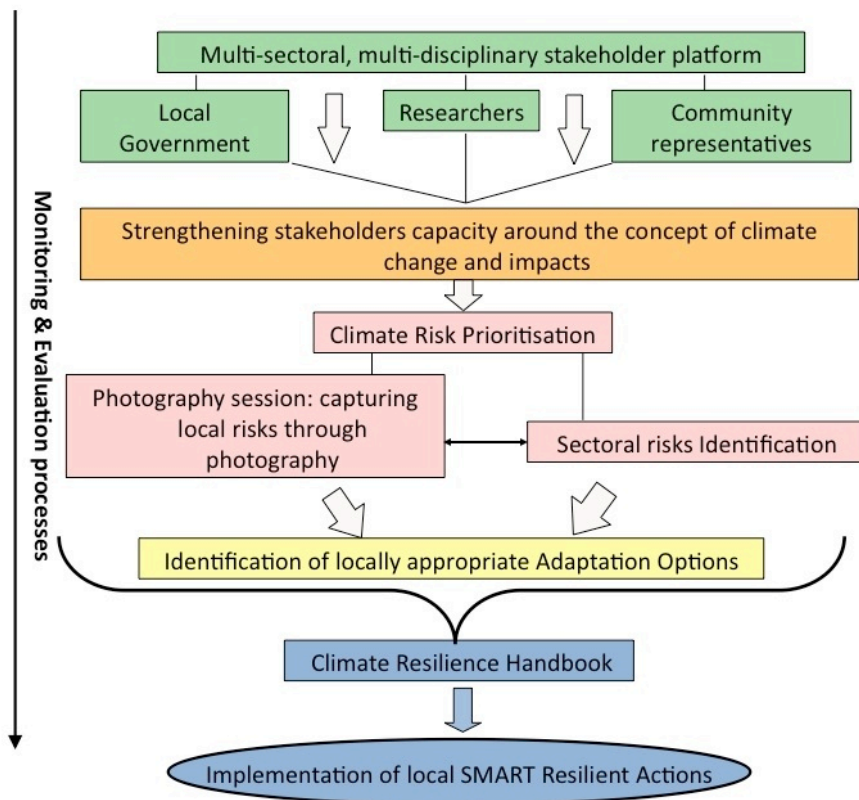 Multi-sectoral, multi-disciplinary stakeholder platform
Local
Government
Researchers
Community
representatives
Strengthening stakeholders capacity around the concept of climate
change and impacts
Climate Risk Prioritisation
Photography session: capturing
local risks through
photography
Sectoral risks Identification
Identification of locally appropriate Adaptation Options
Climate Resilience Handbook
Implementation of local SMART Resilient Actions
Monitoring & Evaluation processes